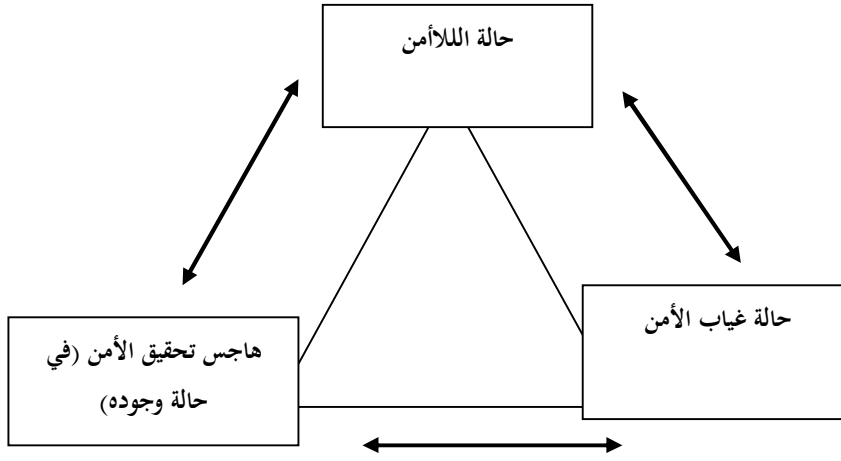 حالة اللاأمن
حالة غياب الأمن
هاجس تحقيق الأمن (في
حالة وجوده)